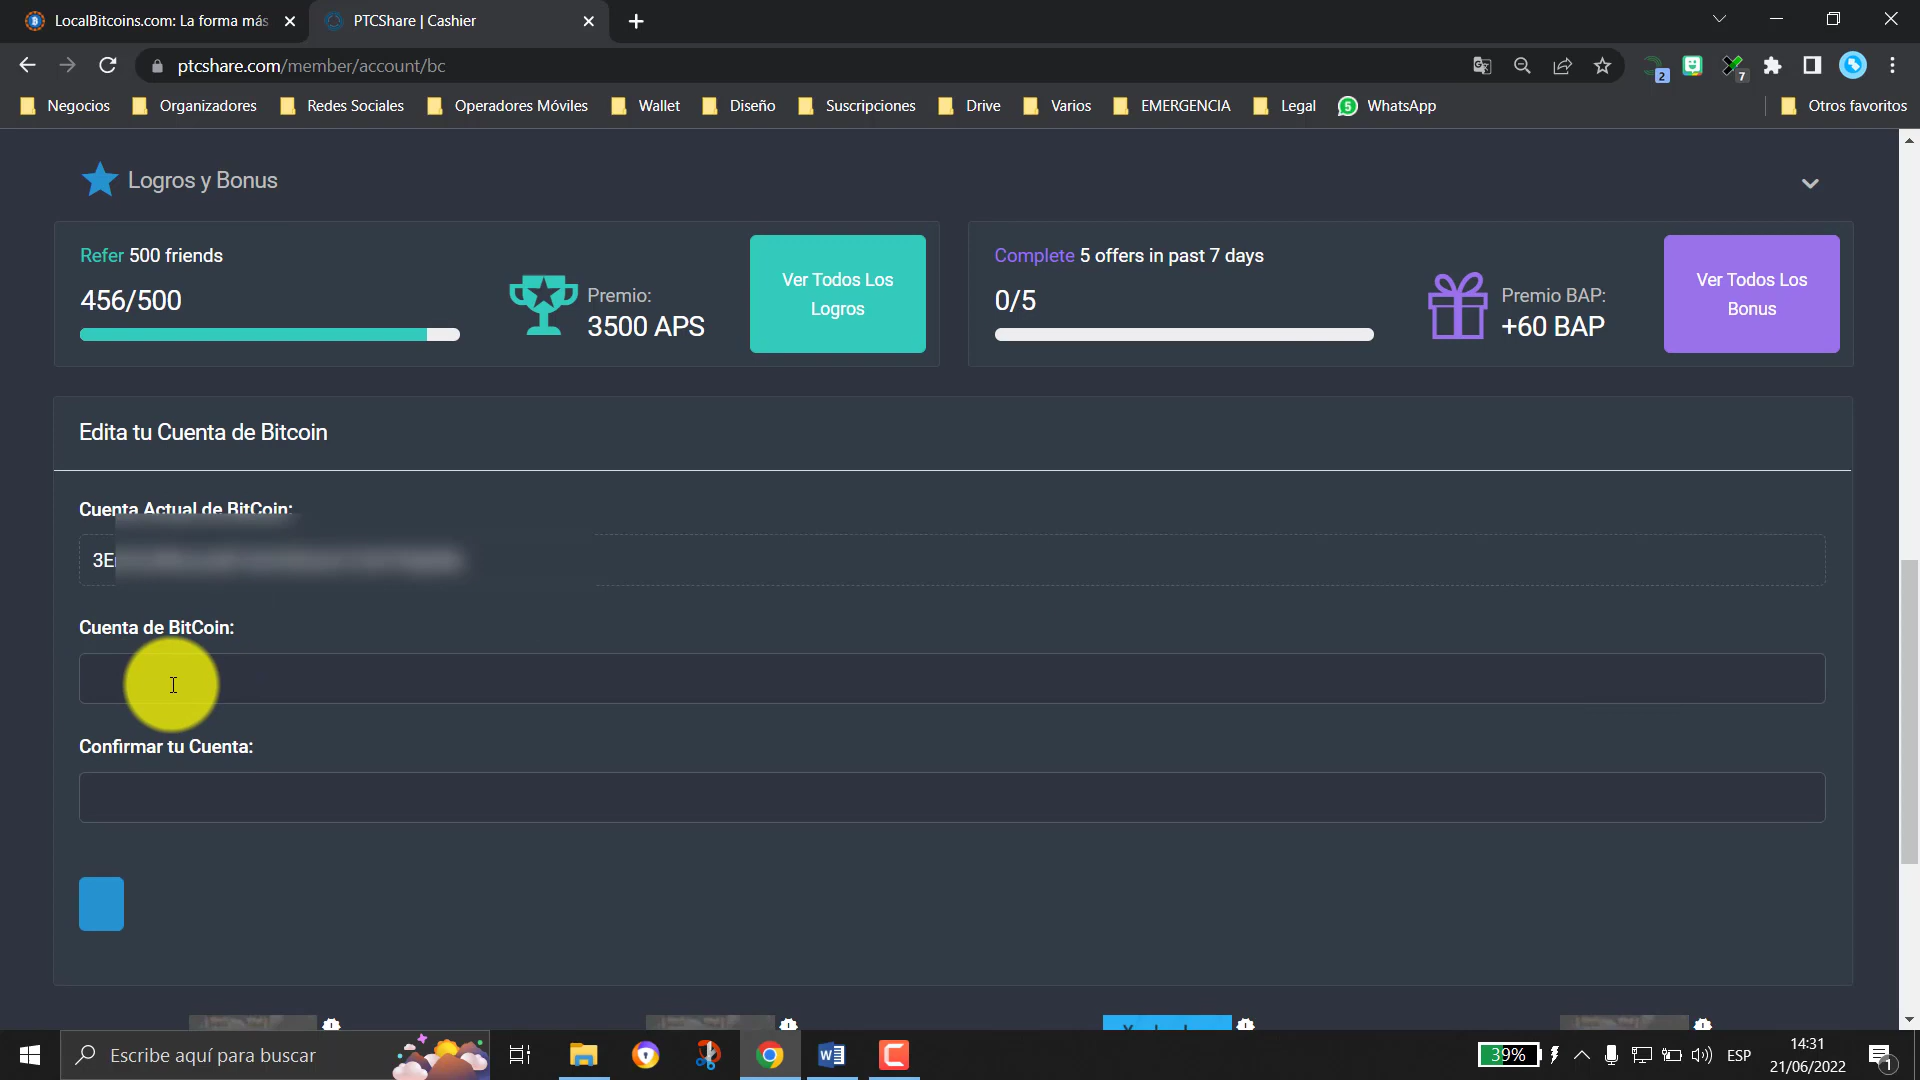 LocalBitcoins.com: La forma más
PTCShare | Cashier
ptcshare.com/member/account/bc
2
7
Negocios
Organizadores
Redes Sociales
Operadores Móviles
Wallet
Diseño
Suscripciones
Drive
Varios
EMERGENCIA
Legal
5
WhatsApp
Otros favoritos
Logros y Bonus
Refer 500 friends
456/500
Premio:
3500 APS
Ver Todos Los
Logros
Complete 5 offers in past 7 days
0/5
Premio BAP:
+60 BAP
Ver Todos Los
Bonus
Edita tu Cuenta de Bitcoin
Cuenta Actual de BitCoin:
Cuenta de BitCoin:
Confirmar tu Cuenta:
Escribe aquí para buscar
39%
ESP
14:31
21/06/2022
1